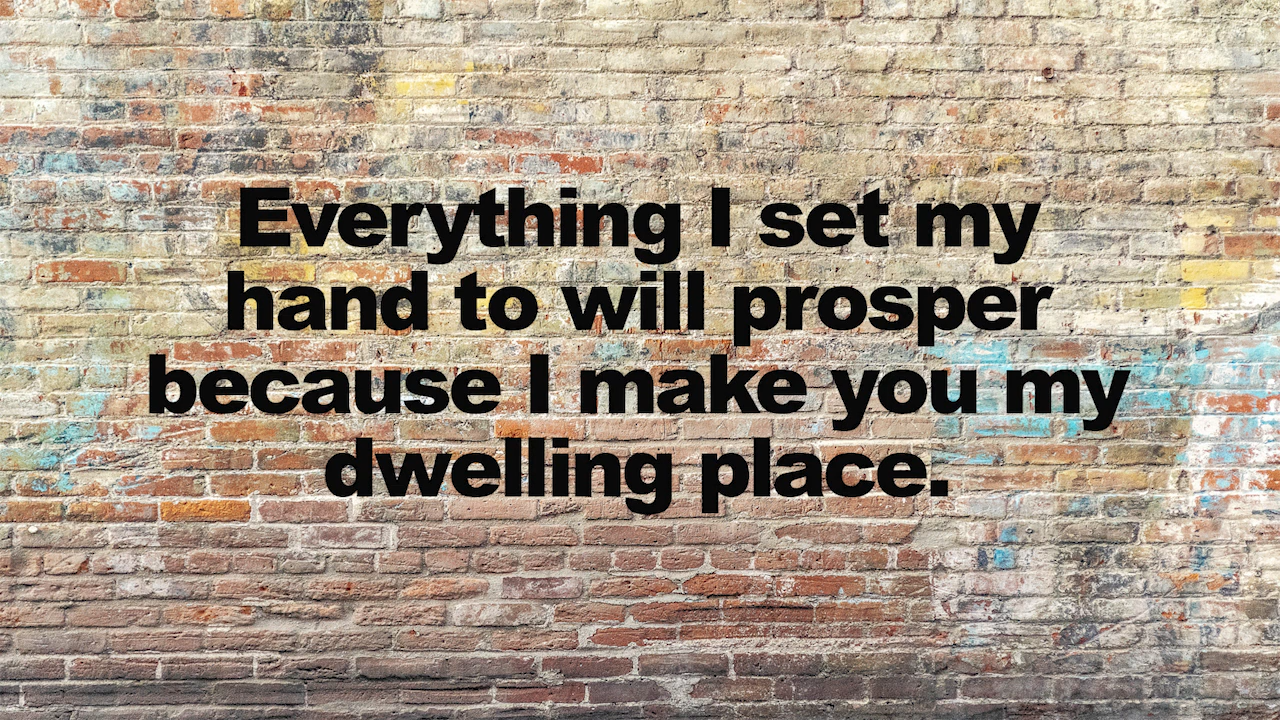 Everything I set my
hand to will prosper
because I make you my
dwelling place.